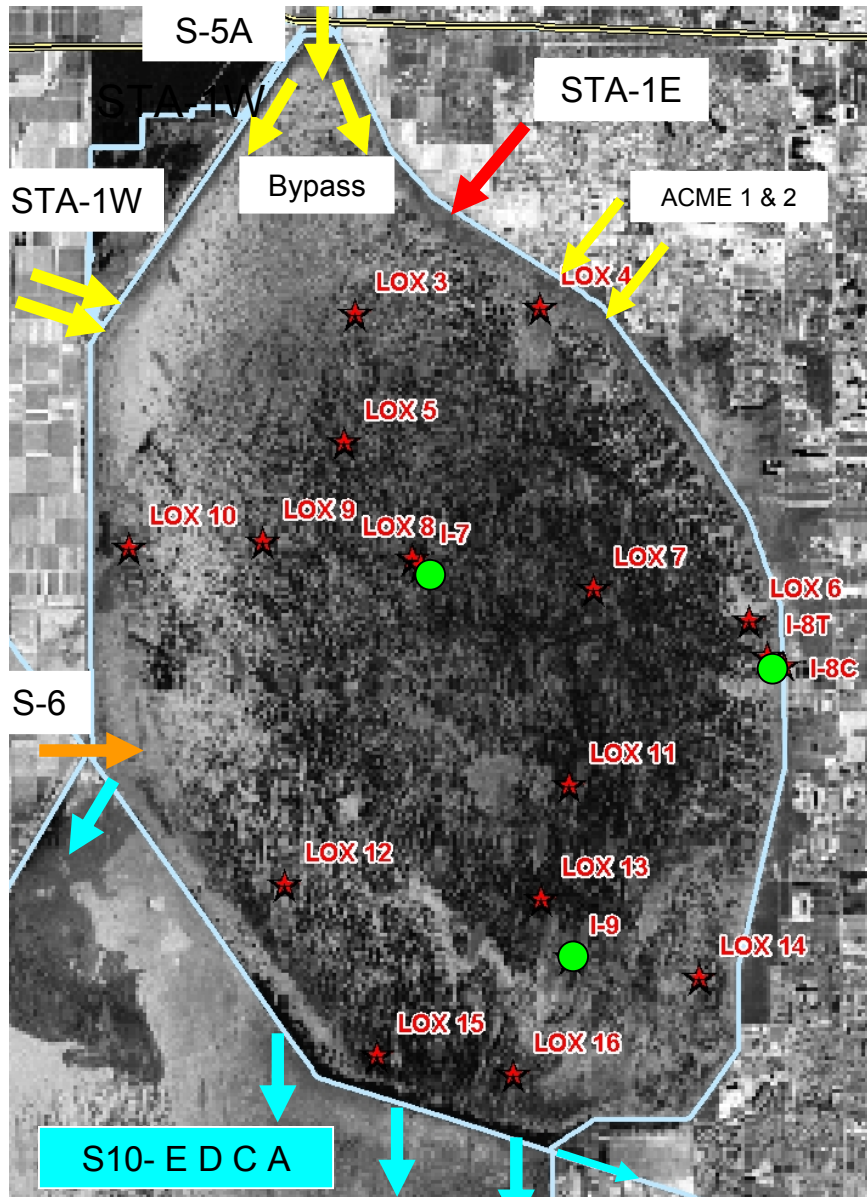 S-5A
STA-1W
STA-1E
Bypass
STA-1W
ACME 1 & 2
LOX 3
LOX 4
LOX 5
LOX 10
LOX 9
LOX 8
I-7
LOX 7
LOX 6
I-8T
I-8C
S-6
LOX 11
LOX 12
LOX 13
I-9
LOX 14
LOX 15
LOX 16
S10- E D C A